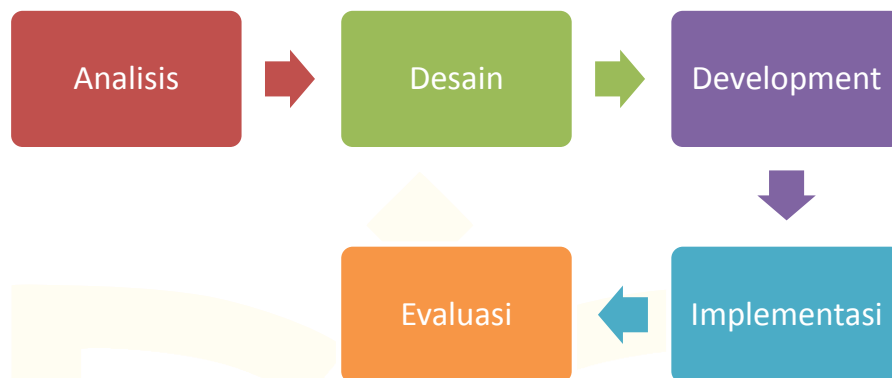 Analisis
Desain
Development
Implementasi
Evaluasi